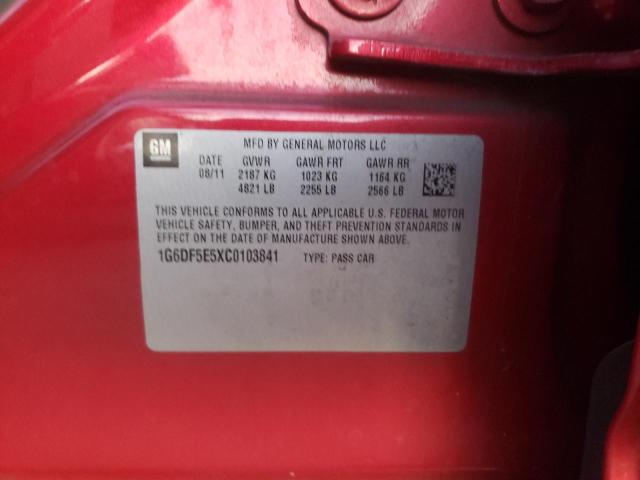 GM
MFD BY GENERAL MOTORS LLC
DATE GVWR GAWR FRT GAWR RR
08/11 2187 KG 1023 KG 1164 KG
4821 LB 2255 LB 2566 LB
THIS VEHICLE CONFORMS TO ALL APPLICABLE U.S. FEDERAL MOTOR
VEHICLE SAFETY, BUMPER, AND THEFT PREVENTION STANDARDS IN
EFFECT ON THE DATE OF MANUFACTURE SHOWN ABOVE.
1G6DF5E5XC0103841 TYPE: PASS CAR